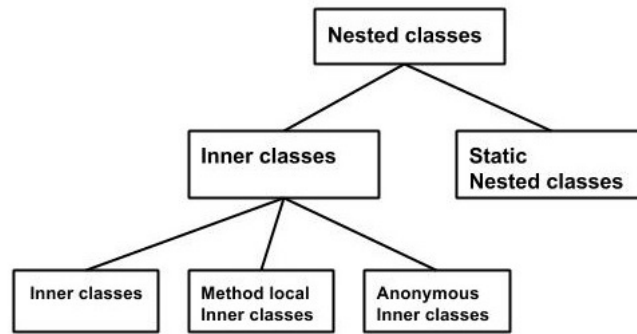 Nested classes
Inner classes
Static
Nested classes
Inner classes
Method local
Inner classes
Anonymous
Inner classes